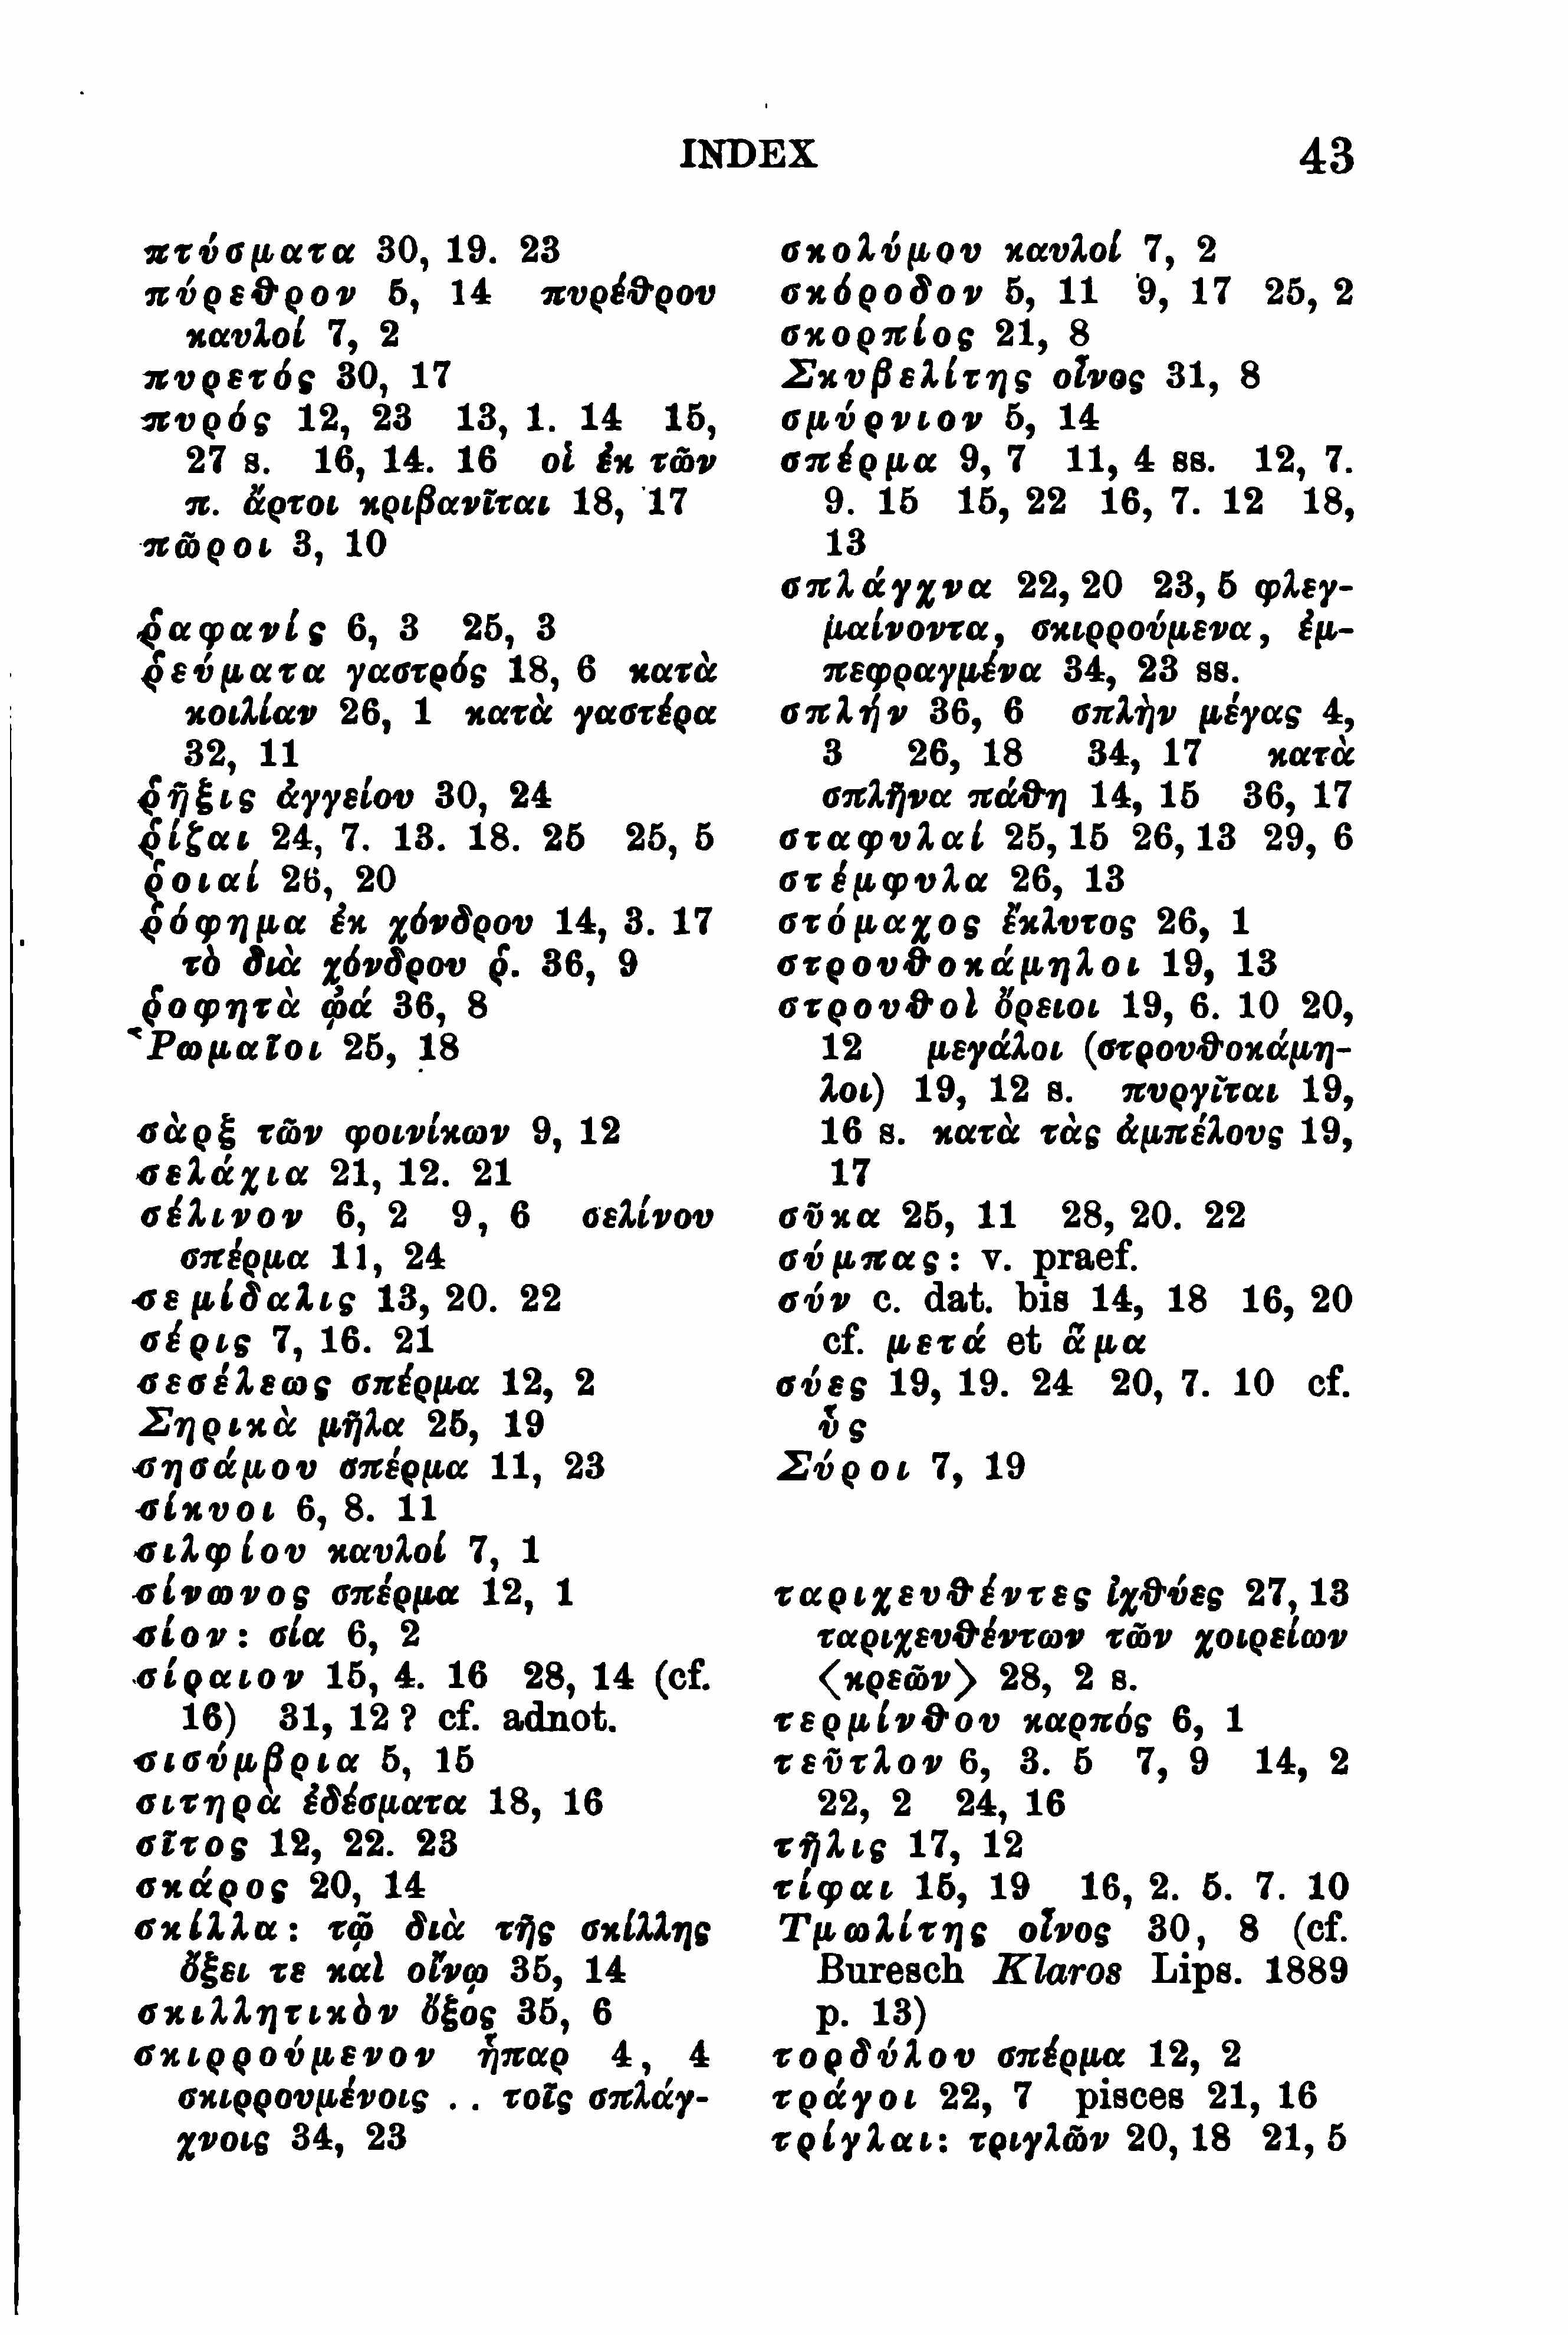 INDEX 43
πτύσματα 30, 19. 23
πύρεθρον 5, 14 πυρέθρου
καυλοί 7, 2
πυρετός 30, 17
πυρός 12, 23 13, 1. 14 15,
27 s. 16, 14. 16 οἱ ἐκ τῶν
π. ἄρτοι κριβανῖται 18, 17
πῶροι 3, 10
ῥαφανίς 6, 3 25, 3
ῥεύματα γαστρός 18, 6 κατὰ
κοιλίαν 26, 1 κατὰ γαστέρα
32, 11
ῥῆξις ἀγγείου 30, 24
ῥίζαι 24, 7. 13. 18. 25 25, 5
ῥοιαί 26, 20
ῥόφημα ἐκ χόνδρου 14, 3. 17
τὸ διὰ χόνδρου ῥ. 36, 9
ῥοφητὰ ᾠά 36, 8
Ῥωμαῖοι 25, 18
σὰρξ τῶν φοινίκων 9, 12
σελάχια 21, 12. 21
σέλινον 6, 2 9, 6 σελίνου
σπέρμα 11, 24
σεμίδαλις 13, 20. 22
σέρις 7, 16. 21
σεσέλεως σπέρμα 12, 2
Σηρικὰ μῆλα 25, 19
σησάμου σπέρμα 11, 23
σίκυοι 6, 8. 11
σιλφίου καυλοί 7, 1
σίνωνος σπέρμα 12, 1
σίον: σία 6, 2
σίραιον 15, 4. 16 28, 14 (cf.
16) 31, 12? cf. adnot.
σισύμβρια 5, 15
σιτηρὰ ἐδέσματα 18, 16
σῖτος 12, 22. 23
σκάρος 20, 14
σκίλλα: τῷ διὰ τῆς σκίλλης
ὄξει τε καὶ οἴνῳ 35, 14
σκιλλητικὸν ὄξος 35, 6
σκιρρούμενον ἧπαρ 4, 4
σκιρρουμένοις . . τοῖς σπλάγ-
χνοις 34, 23
σκολύμου καυλοί 7, 2
σκόροδον 5, 11 9, 17 25, 2
σκορπίος 21, 8
Σκυβελίτης οἶνος 31, 8
σμύρνιον 5, 14
σπέρμα 9, 7 11, 4 ss. 12, 7.
9. 15 15, 22 16, 7. 12 18,
13
σπλάγχνα 22, 20 23, 5 φλεγ-
μαίνοντα, σκιρρούμενα, ἐμ-
πεφραγμένα 34, 23 ss.
σπλήν 36, 6 σπλὴν μέγας 4,
3 26, 18 34, 17 κατὰ
σπλῆνα πάθη 14, 15 36, 17
σταφυλαί 25, 15 26, 13 29, 6
στέμφυλα 26, 13
στόμαχος ἔκλυτος 26, 1
στρουθοκάμηλοι 19, 13
στρουθοὶ ὄρειοι 19, 6. 10 20,
12 μεγάλοι (στρουθοκάμη-
λοι) 19, 12 s. πυργῖται 19,
16 s. κατὰ τὰς ἀμπέλους 19,
17
σῦκα 25, 11 28, 20. 22
σύμπας: v. praef.
σύν c. dat. bis 14, 18 16, 20
cf. μετά et ἅμα
σύες 19, 19. 24 20, 7. 10 cf.
ὗς
Σύροι 7, 19
ταριχευθέντες ἰχθύες 27, 13
ταριχευθέντων τῶν χοιρείων
⟨κρεῶν⟩ 28, 2 s.
τερμίνθου καρπός 6, 1
τεῦτλον 6, 3. 5 7, 9 14, 2
22, 2 24, 16
τῆλις 17, 12
τίφαι 15, 19 16, 2. 5. 7. 10
Τμωλίτης οἶνος 30, 8 (cf.
Buresch Klaros Lips. 1889
p. 13)
τορδύλου σπέρμα 12, 2
τράγοι 22, 7 pisces 21, 16
τρίγλαι: τριγλῶν 20, 18 21, 5